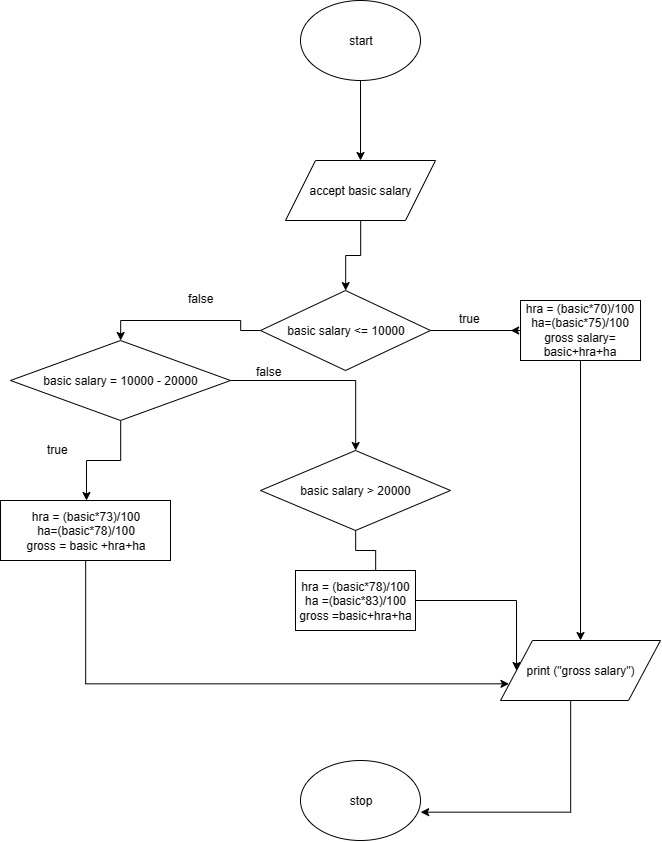 start
accept basic salary
basic salary <= 10000
true
hra = (basic*70)/100
ha=(basic*75)/100
gross salary=
basic+hra+ha
false
basic salary = 10000 - 20000
false
true
basic salary > 20000
hra = (basic*73)/100
ha=(basic*78)/100
gross = basic +hra+ha
hra = (basic*78)/100
ha =(basic*83)/100
gross =basic+hra+ha
print ("gross salary")
stop